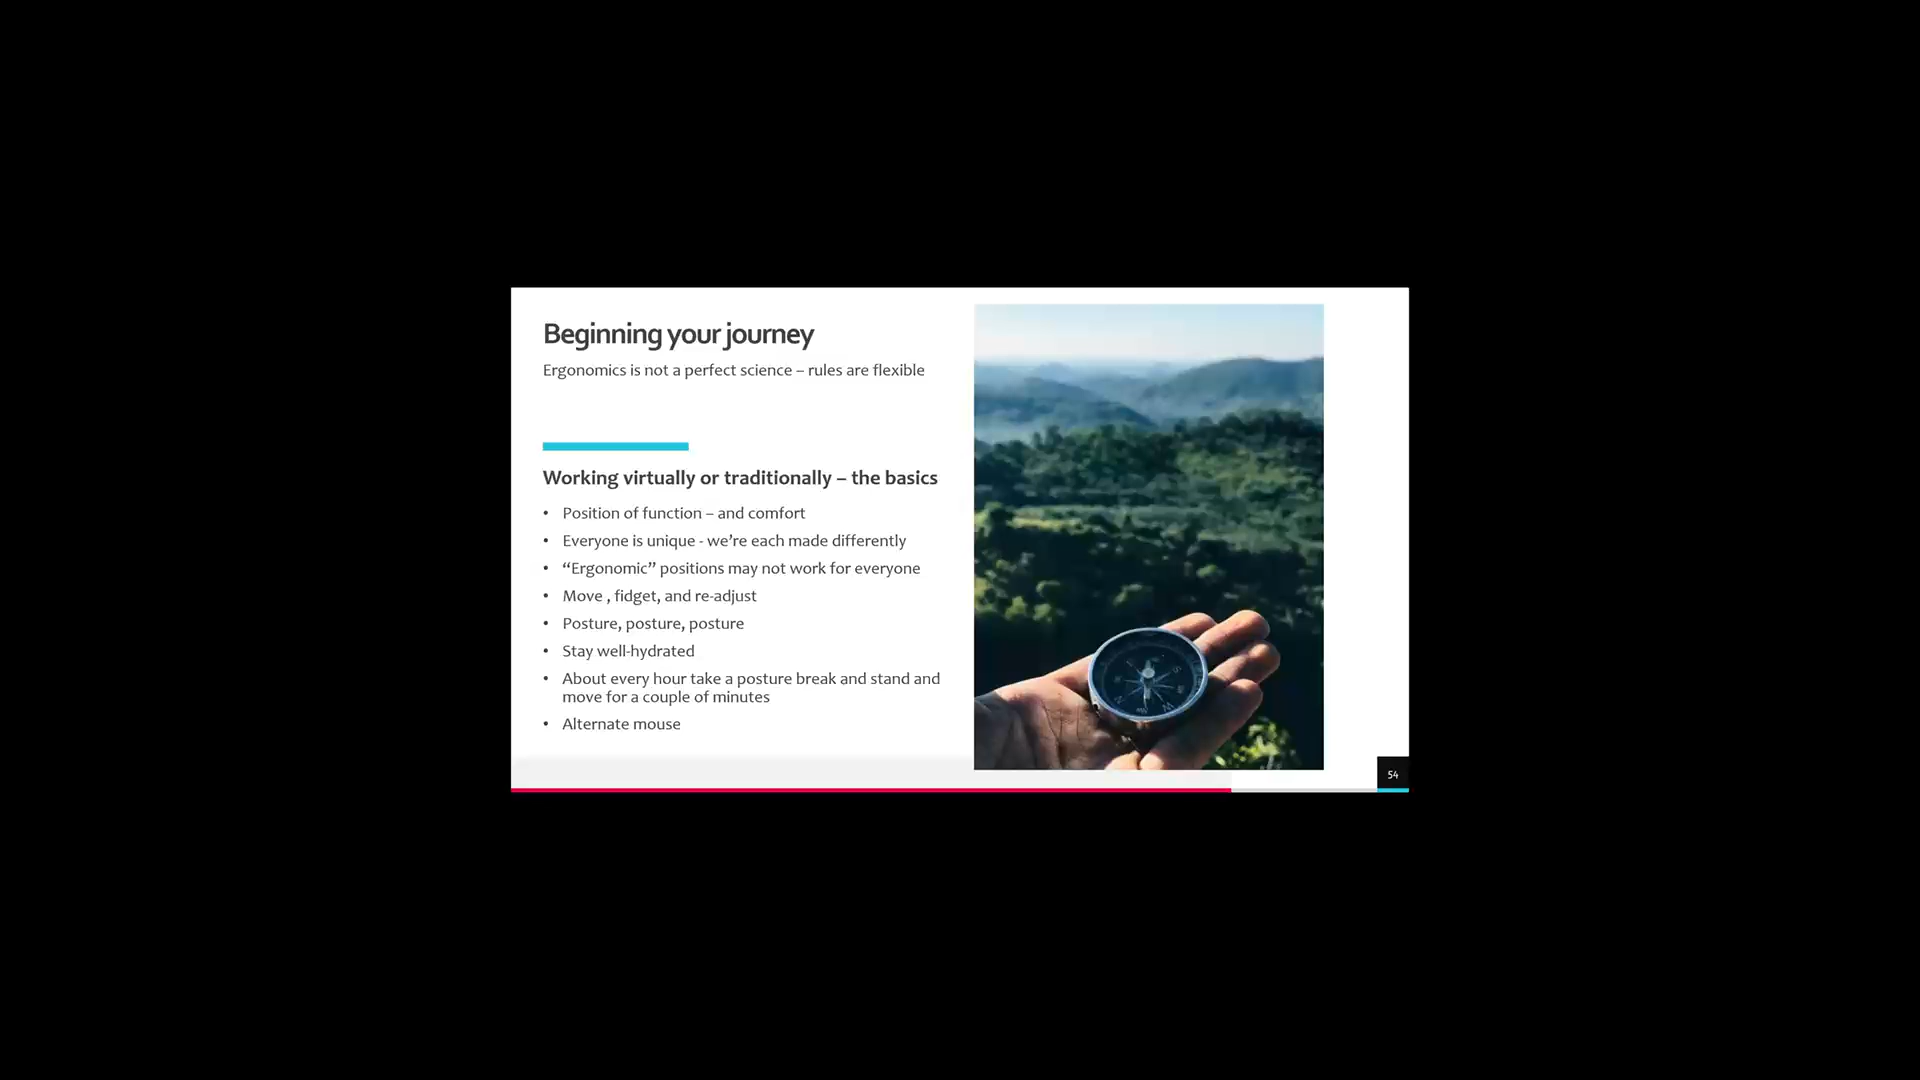 Beginning your journey
Ergonomics is not a perfect science – rules are flexible
Working virtually or traditionally – the basics
• Position of function – and comfort
• Everyone is unique - we’re each made differently
• “Ergonomic” positions may not work for everyone
• Move , fidget, and re-adjust
• Posture, posture, posture
• Stay well-hydrated
• About every hour take a posture break and stand and
move for a couple of minutes
• Alternate mouse
54